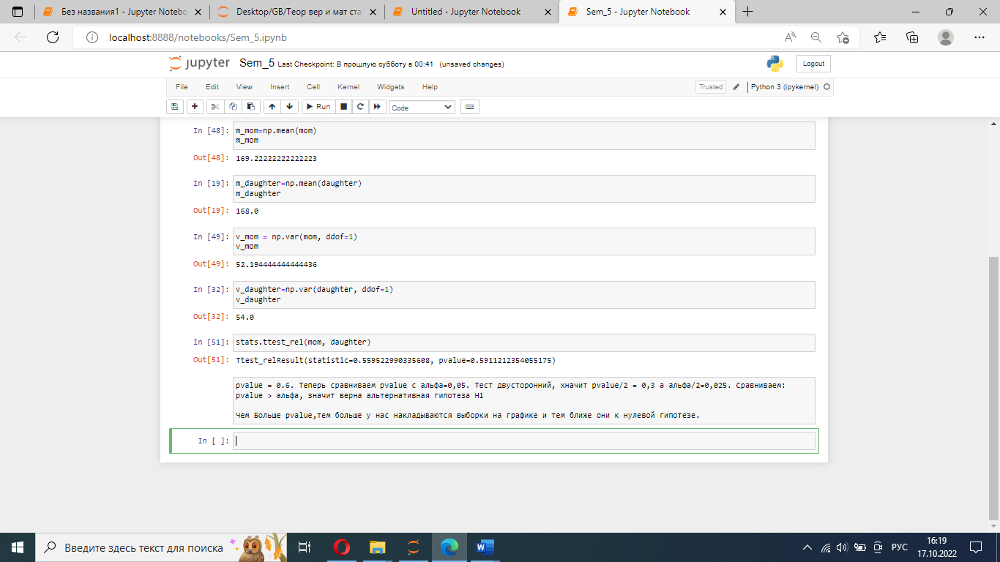 Без названия1 - Jupyter Notebo
Desktop/GB/Теор вер и мат ста
Untitled - Jupyter Notebook
Sem_5 - Jupyter Notebook
localhost:8888/notebooks/Sem_5.ipynb
jupyter Sem_5 Last Checkpoint: В прошлую субботу в 00:41 (unsaved changes)
Logout
File Edit View Insert Cell Kernel Widgets Help
Trusted
Python 3 (ipykernel)
Run
Code
In [48]: m_mom=np.mean(mom)
m_mom
Out[48]: 169.22222222222223
In [19]: m_daughter=np.mean(daughter)
m_daughter
Out[19]: 168.0
In [49]: v_mom = np.var(mom, ddof=1)
v_mom
Out[49]: 52.194444444444436
In [32]: v_daughter=np.var(daughter, ddof=1)
v_daughter
Out[32]: 54.0
In [51]: stats.ttest_rel(mom, daughter)
Out[51]: Ttest_relResult(statistic=0.559522990335608, pvalue=0.5911212354055175)
pvalue = 0.6. Теперь сравниваем pvalue с альфа=0,05. Тест двусторонний, хначит pvalue/2 = 0,3 а альфа/2=0,025. Сравниваем:
pvalue > альфа, значит верна альтернативная гипотеза H1
Чем Больше pvalue,тем больше у нас накладываются выборки на графике и тем ближе они к нулевой гипотезе.
In [ ]:
Введите здесь текст для поиска
РУС
16:19
17.10.2022